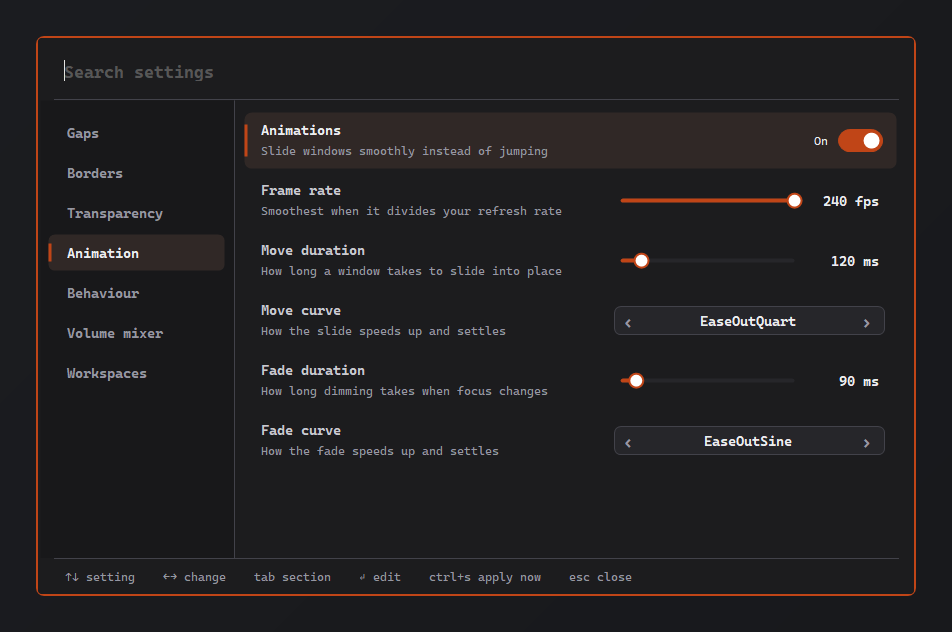 Search settings
Gaps
Borders
Transparency
Animation
Behaviour
Volume mixer
Workspaces
Animations
Slide windows smoothly instead of jumping
On
Frame rate
Smoothest when it divides your refresh rate
240 fps
Move duration
How long a window takes to slide into place
120 ms
Move curve
How the slide speeds up and settles
‹ EaseOutQuart ›
Fade duration
How long dimming takes when focus changes
90 ms
Fade curve
How the fade speeds up and settles
‹ EaseOutSine ›
↑↓ setting ↔ change tab section ↲ edit ctrl+s apply now esc close